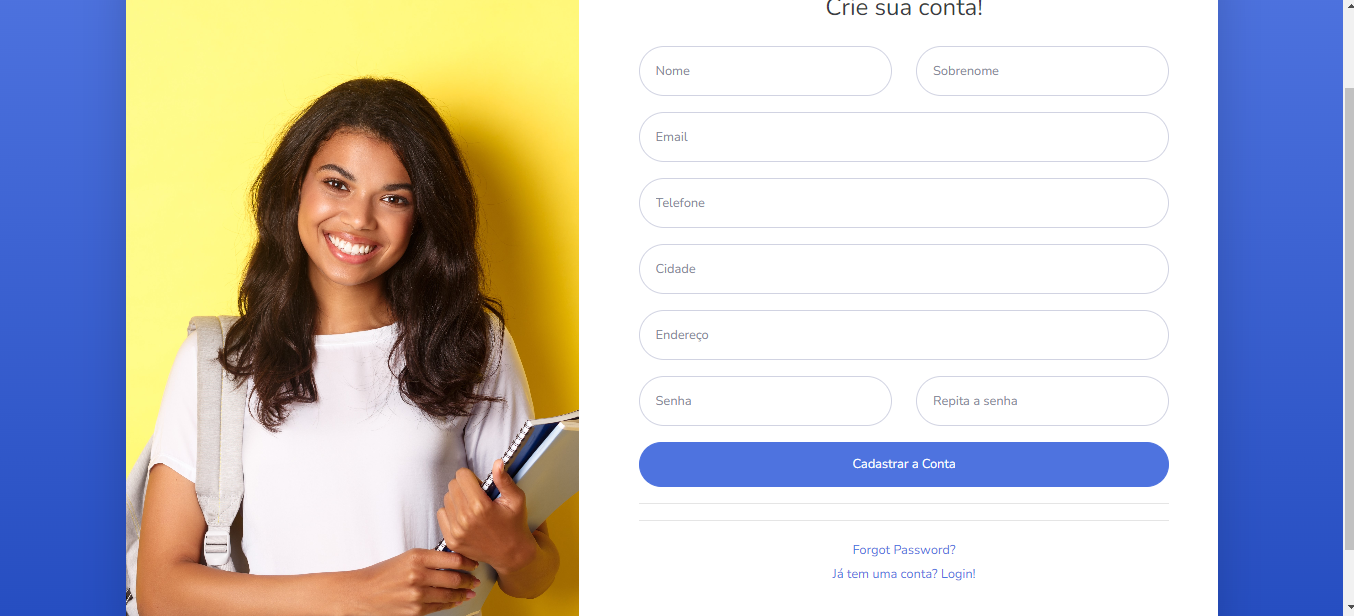 Crie sua conta!
Nome
Sobrenome
Email
Telefone
Cidade
Endereço
Senha
Repita a senha
Cadastrar a Conta
Forgot Password?
Já tem uma conta? Login!